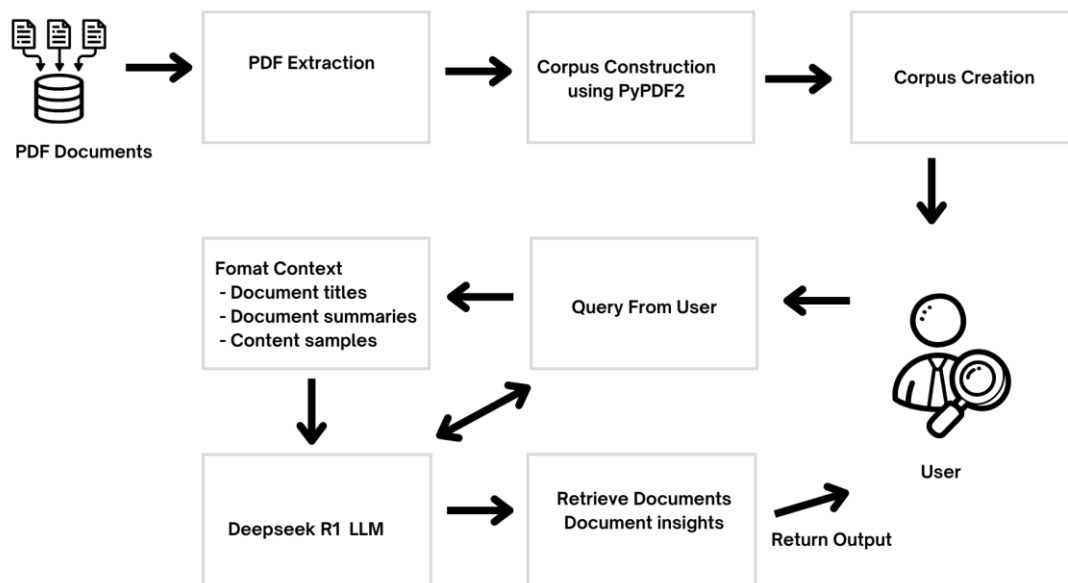 PDF Documents
PDF Extraction
Corpus Construction
using PyPDF2
Corpus Creation
Fomat Context
- Document titles
- Document summaries
- Content samples
Query From User
User
Deepseek R1 LLM
Retrieve Documents
Document insights
Return Output